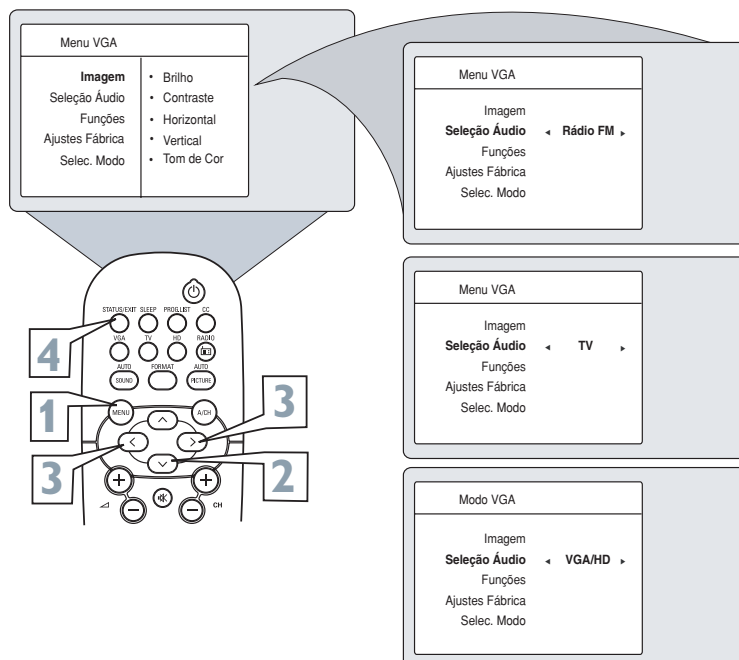 Menu VGA
Imagem
Seleção Áudio
Funções
Ajustes Fábrica
Selec. Modo
• Brilho
• Contraste
• Horizontal
• Vertical
• Tom de Cor
Menu VGA
Imagem
Seleção Áudio ◂ Rádio FM ▸
Funções
Ajustes Fábrica
Selec. Modo
Menu VGA
Imagem
Seleção Áudio ◂ TV ▸
Funções
Ajustes Fábrica
Selec. Modo
Modo VGA
Imagem
Seleção Áudio ◂ VGA/HD ▸
Funções
Ajustes Fábrica
Selec. Modo
STATUS/EXIT SLEEP PROG.LIST CC
VGA TV HD RADIO
AUTO FORMAT AUTO
SOUND PICTURE
MENU A/CH
CH
4
1
3
3
2